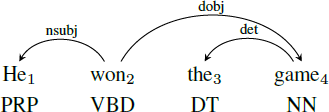 dobj
nsubj det
He1 won2 the3 game4
PRP VBD DT NN